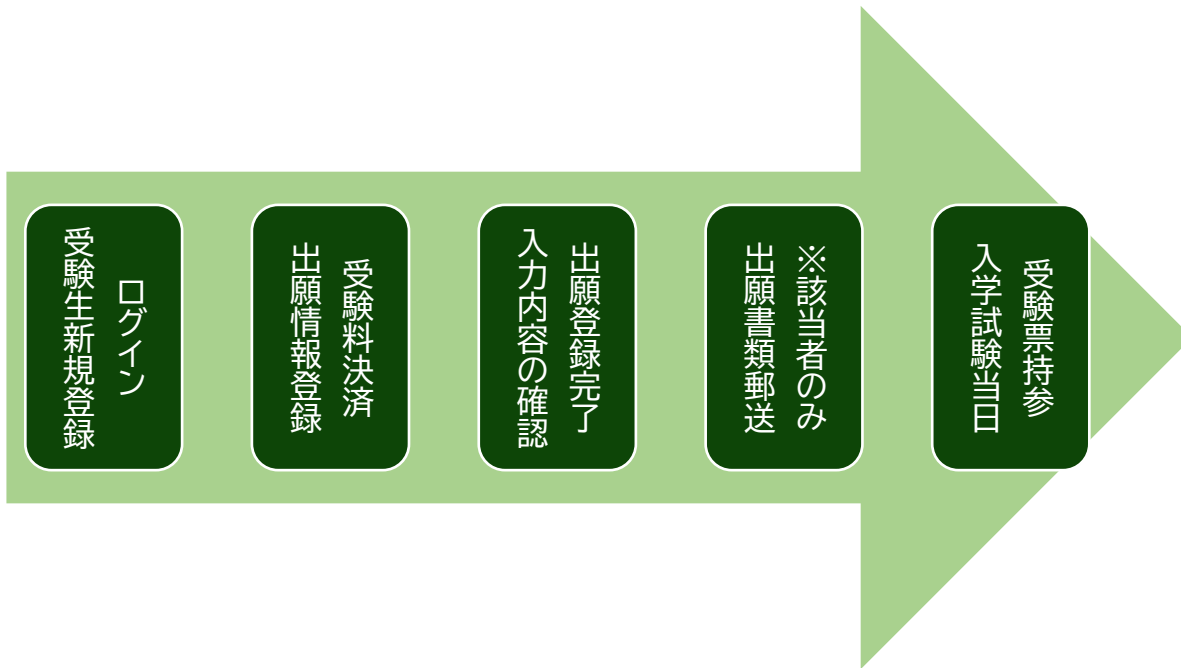 ログイン
受験生新規登録
受験料決済
出願情報登録
出願登録完了
入力内容の確認
※該当者のみ
出願書類郵送
受験票持参
入学試験当日